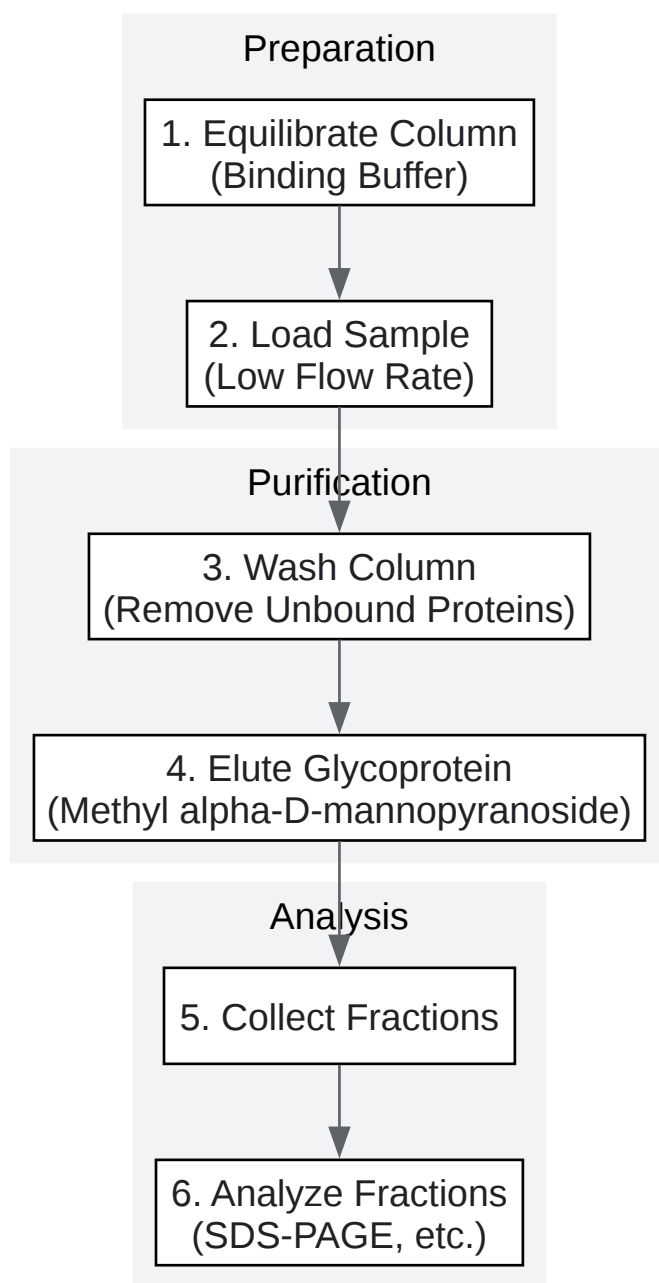 Preparation
1. Equilibrate Column
(Binding Buffer)
2. Load Sample
(Low Flow Rate)
Purification
3. Wash Column
(Remove Unbound Proteins)
4. Elute Glycoprotein
(Methyl alpha-D-mannopyranoside)
Analysis
5. Collect Fractions
6. Analyze Fractions
(SDS-PAGE, etc.)